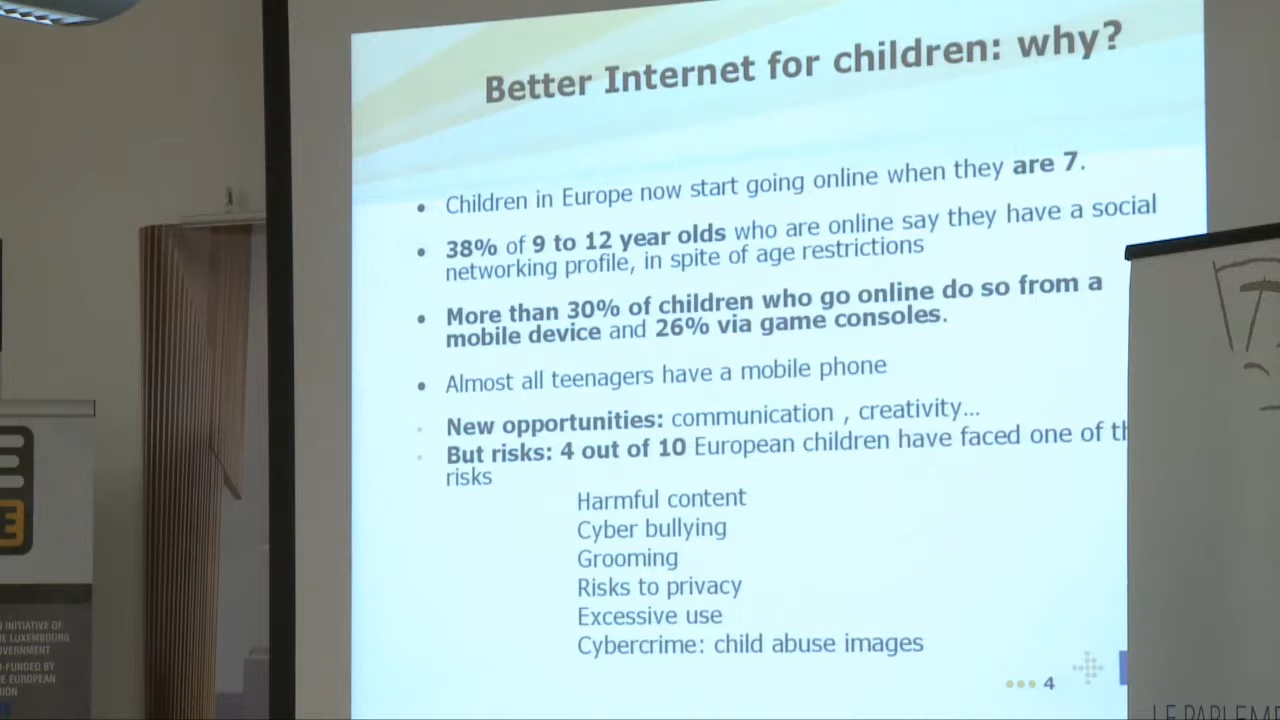 Better Internet for children: why?
• Children in Europe now start going online when they are 7.
• 38% of 9 to 12 year olds who are online say they have a social
networking profile, in spite of age restrictions
• More than 30% of children who go online do so from a
mobile device and 26% via game consoles.
• Almost all teenagers have a mobile phone
• New opportunities: communication , creativity...
• But risks: 4 out of 10 European children have faced one of
risks
Harmful content
Cyber bullying
Grooming
Risks to privacy
Excessive use
Cybercrime: child abuse images
4
E
INITIATIVE OF
LUXEMBOURG
FUNDED BY
EUROPEAN
LE PARLEME